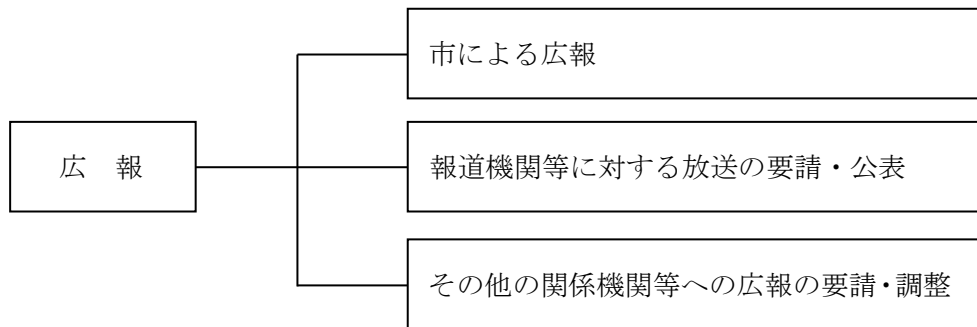 市による広報
広　報
報道機関等に対する放送の要請・公表
その他の関係機関等への広報の要請・調整